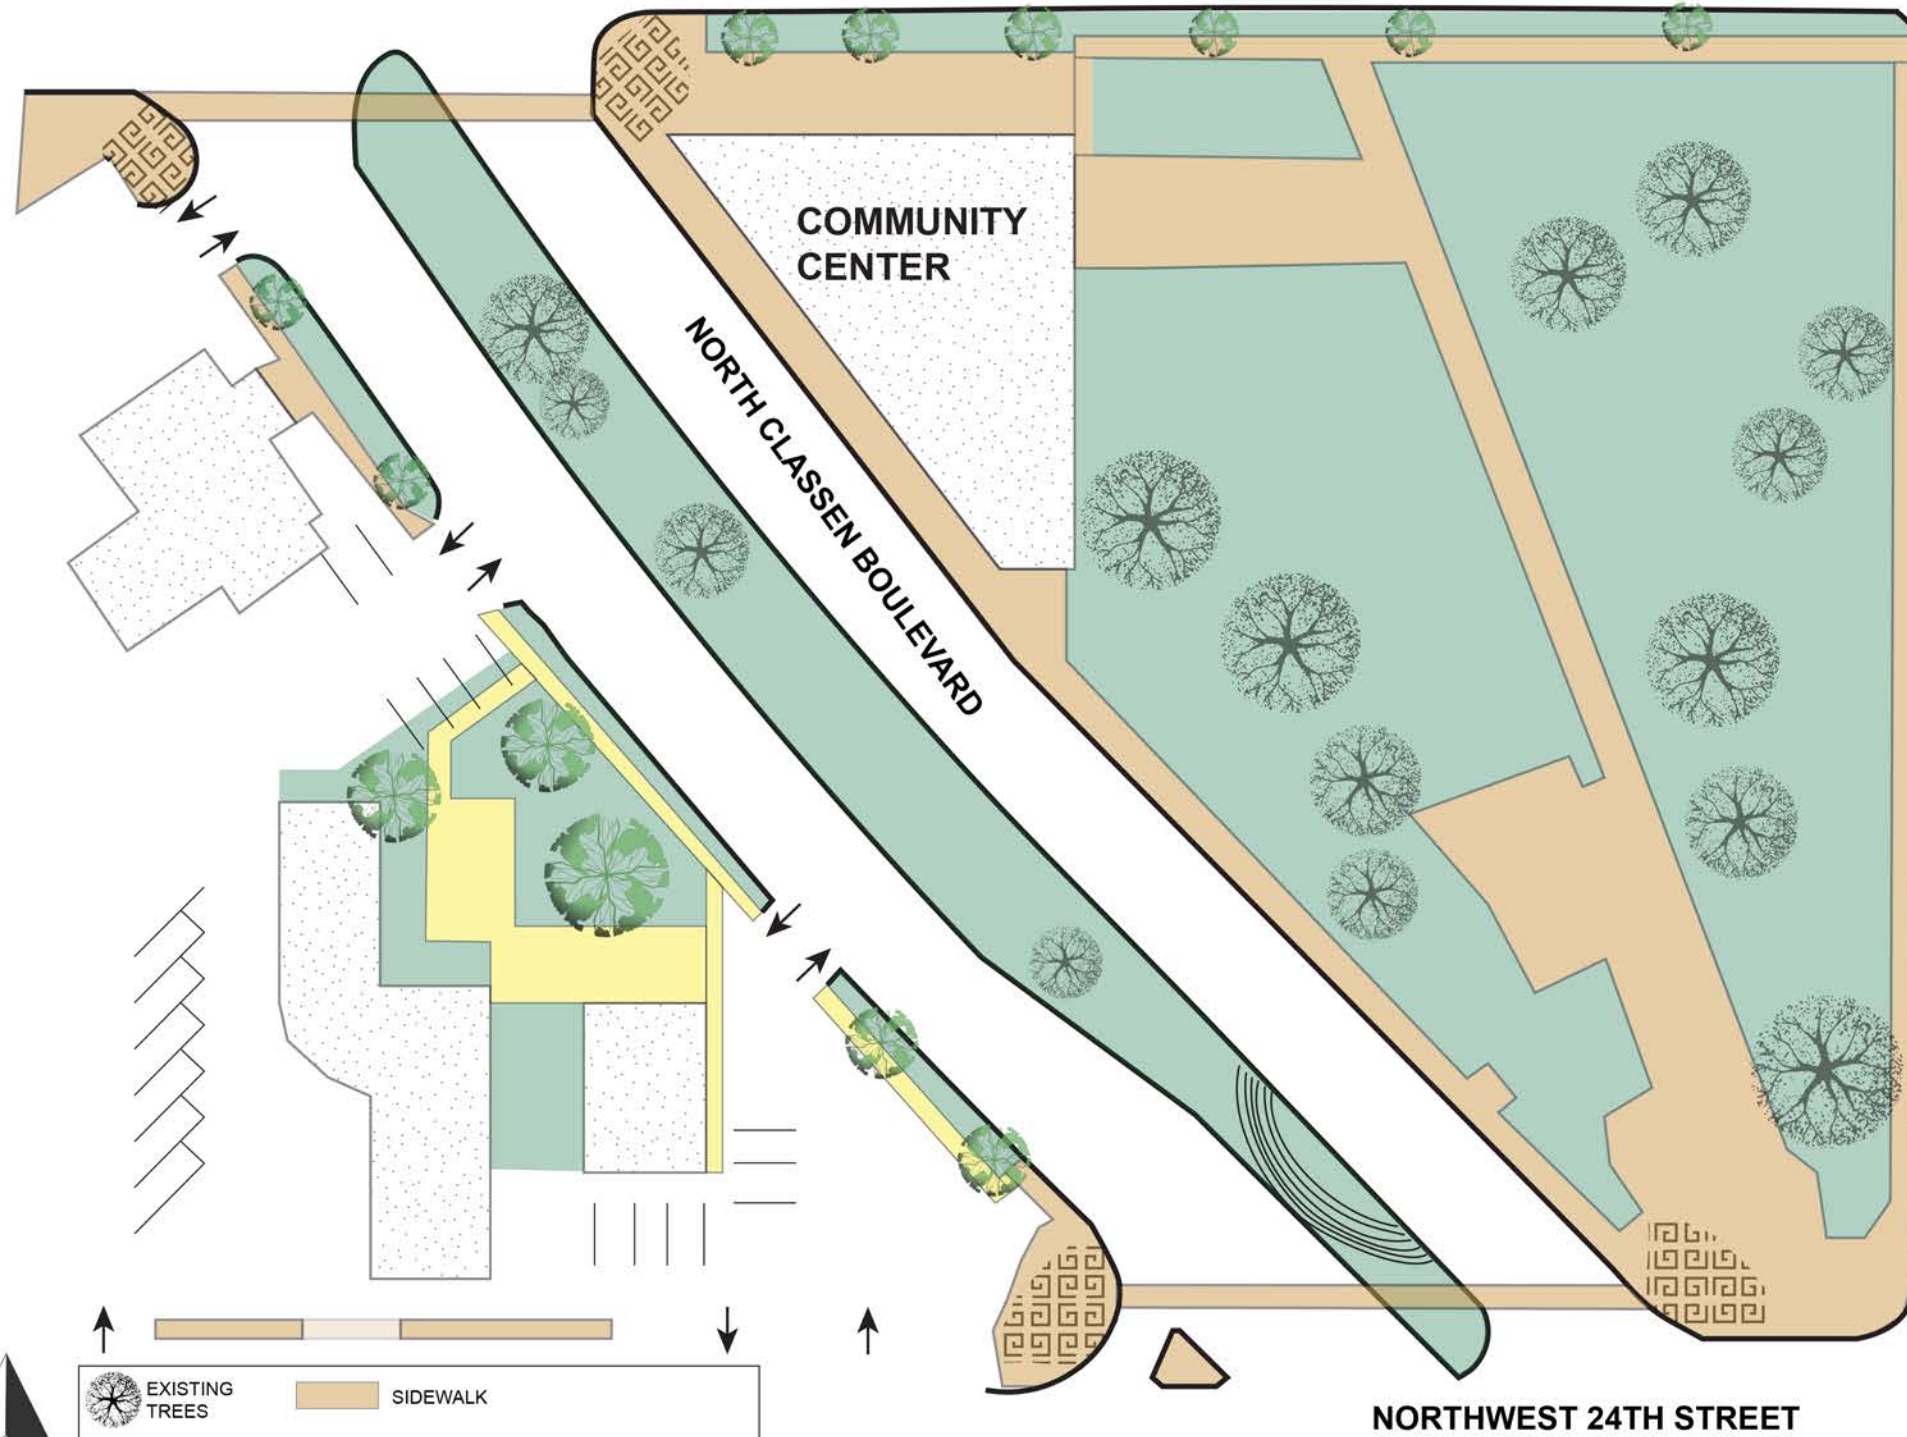 COMMUNITY
CENTER
NORTH CLASSEN BOULEVARD
EXISTING
TREES
SIDEWALK
NORTHWEST 24TH STREET